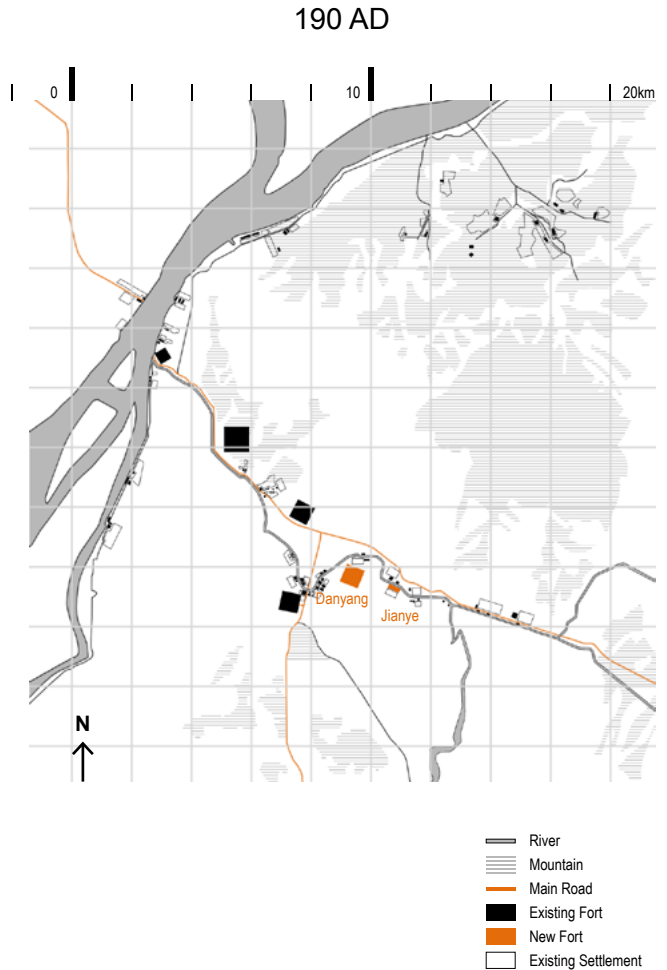 190 AD
0
10
20km
Danyang
Jianye
N
River
Mountain
Main Road
Existing Fort
New Fort
Existing Settlement